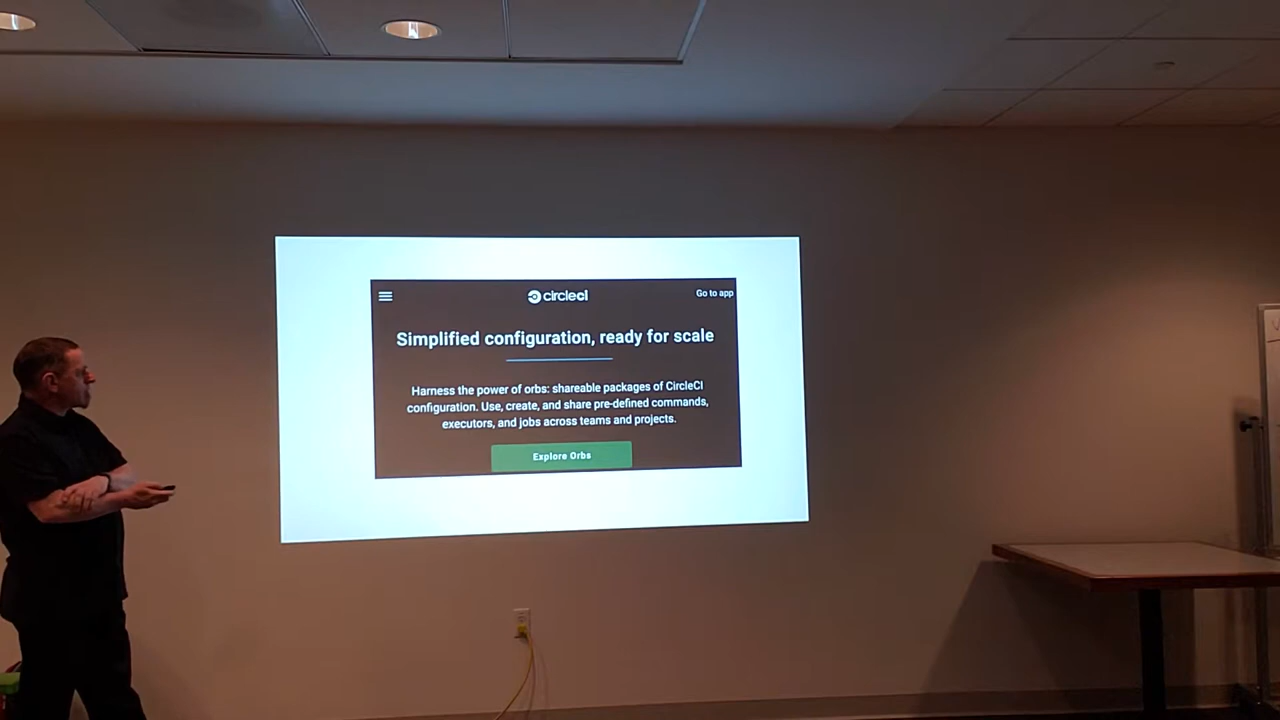 circleci
Go to app
Simplified configuration, ready for scale
Harness the power of orbs: shareable packages of CircleCI
configuration. Use, create, and share pre-defined commands,
executors, and jobs across teams and projects.
Explore Orbs